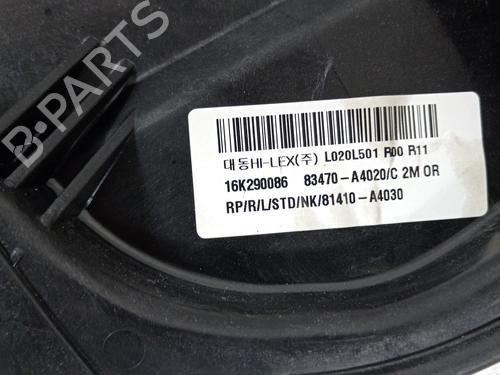 B-PARTS
대동HI-LEX(주) L020L501 R00 R11
16K290086 83470-A4020/C 2M OR
RP/R/L/STD/NK/81410-A4030